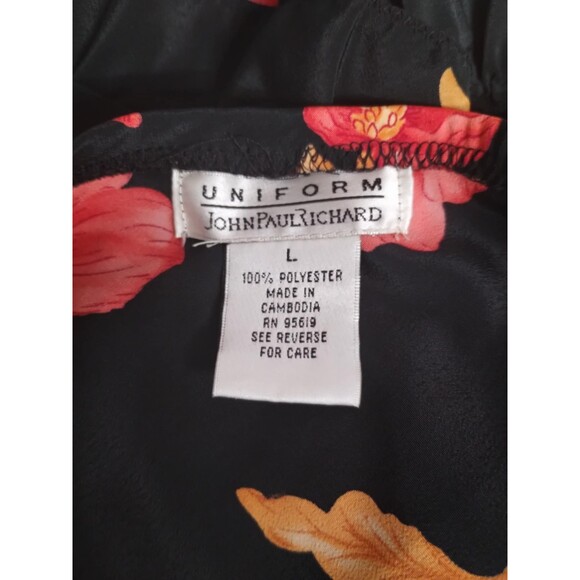 UNIFORM
JOHNPAULRICHARD
L
100% POLYESTER
MADE IN
CAMBODIA
RN 95619
SEE REVERSE
FOR CARE